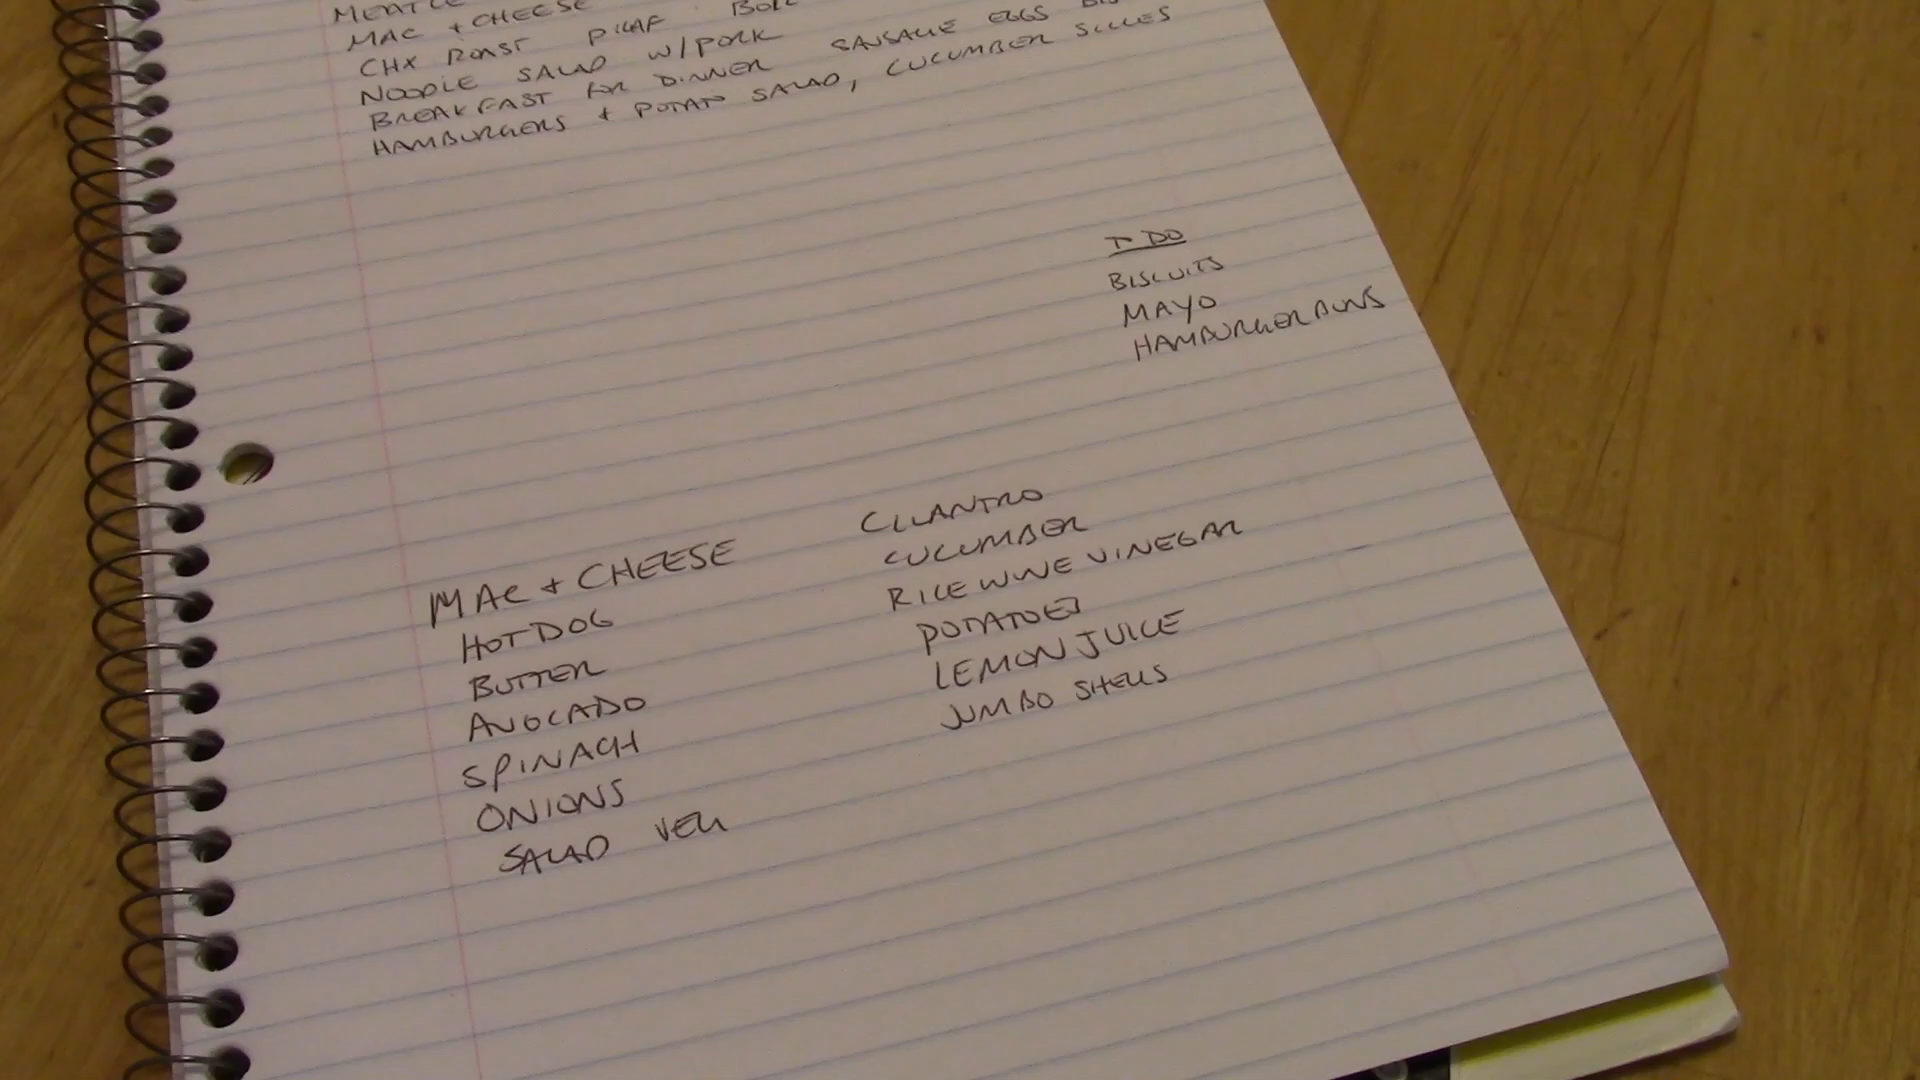 MAC + CHEESE
CHX ROAST PILAF BOIL
NOODLE SALAD W/PORK
BREAKFAST FOR DINNER SAUSAGE EGGS
HAMBURGERS + POTATO SALAD, CUCUMBER SLICES
TO DO
BISCUITS
MAYO
HAMBURGER BUNS
MAC + CHEESE
HOT DOG
BUTTER
AVOCADO
SPINACH
ONIONS
SALAD VEG
CILANTRO
CUCUMBER
RICE WINE VINEGAR
POTATOES
LEMON JUICE
JUMBO SHELLS